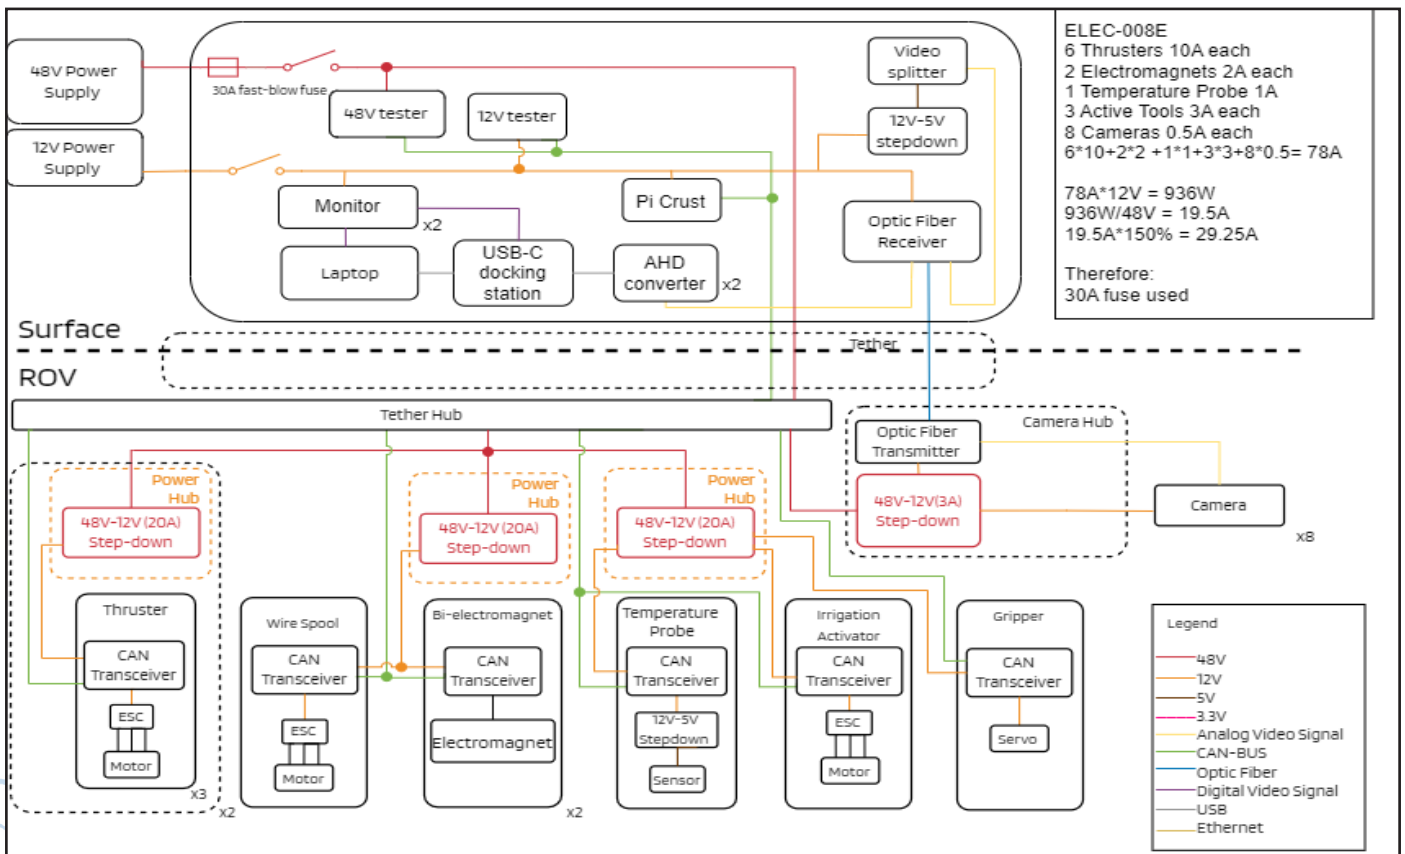 48V Power
Supply
12V Power
Supply
30A fast-blow fuse
48V tester
12V tester
Video
splitter
12V-5V
stepdown
Monitor
x2
Pi Crust
Optic Fiber
Receiver
Laptop
USB-C
docking
station
AHD
converter
x2
ELEC-008E
6 Thrusters 10A each
2 Electromagnets 2A each
1 Temperature Probe 1A
3 Active Tools 3A each
8 Cameras 0.5A each
6*10+2*2 +1*1+3*3+8*0.5= 78A
78A*12V = 936W
936W/48V = 19.5A
19.5A*150% = 29.25A
Therefore:
30A fuse used
Surface
Tether
ROV
Tether Hub
Camera Hub
Optic Fiber
Transmitter
48V-12V(3A)
Step-down
Camera
x8
Power
Hub
48V-12V (20A)
Step-down
Power
Hub
48V-12V (20A)
Step-down
Power
Hub
48V-12V (20A)
Step-down
Thruster
CAN
Transceiver
ESC
Motor
x3
x2
Wire Spool
CAN
Transceiver
ESC
Motor
Bi-electromagnet
CAN
Transceiver
Electromagnet
x2
Temperature
Probe
CAN
Transceiver
12V-5V
Stepdown
Sensor
Irrigation
Activator
CAN
Transceiver
ESC
Motor
Gripper
CAN
Transceiver
Servo
Legend
48V
12V
5V
3.3V
Analog Video Signal
CAN-BUS
Optic Fiber
Digital Video Signal
USB
Ethernet